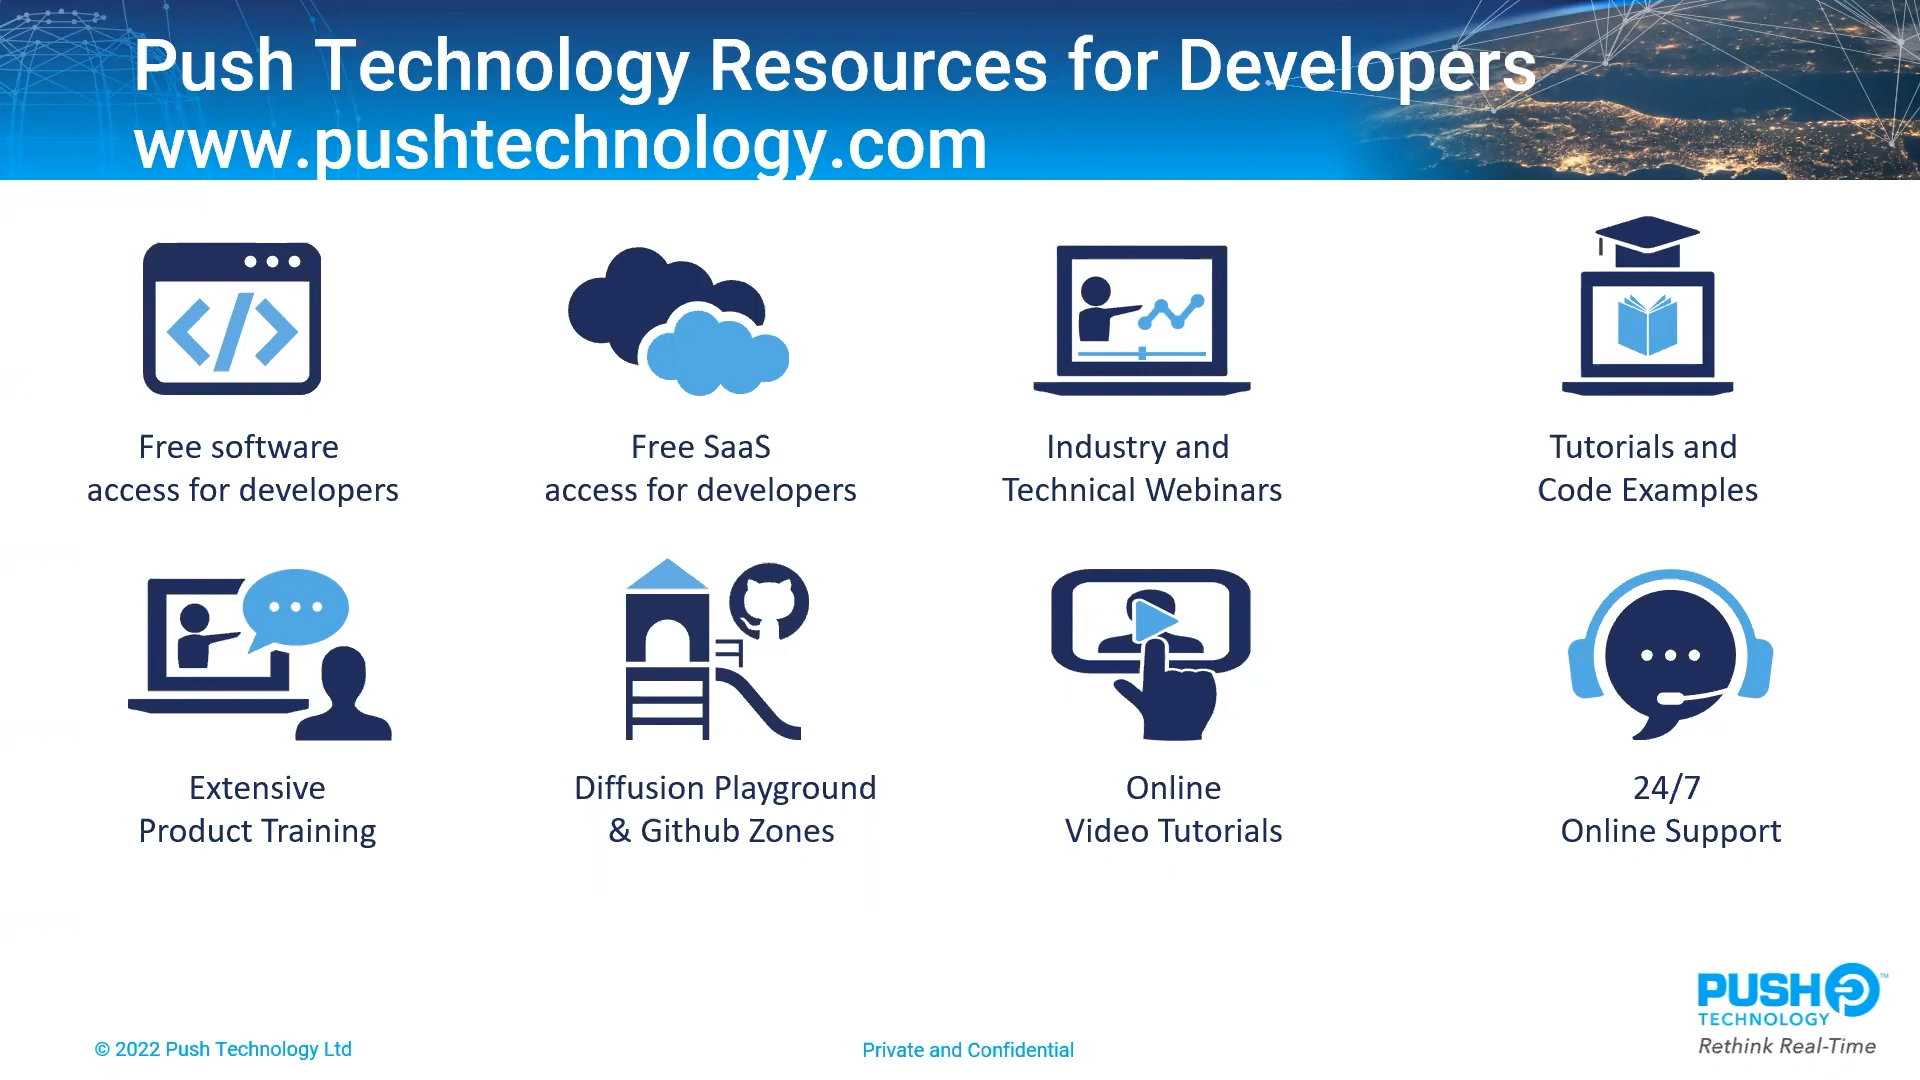 Push Technology Resources for Developers
www.pushtechnology.com
Free software
access for developers
Free SaaS
access for developers
Industry and
Technical Webinars
Tutorials and
Code Examples
Extensive
Product Training
Diffusion Playground
& Github Zones
Online
Video Tutorials
24/7
Online Support
PUSH
TECHNOLOGY
Rethink Real-Time
© 2022 Push Technology Ltd
Private and Confidential